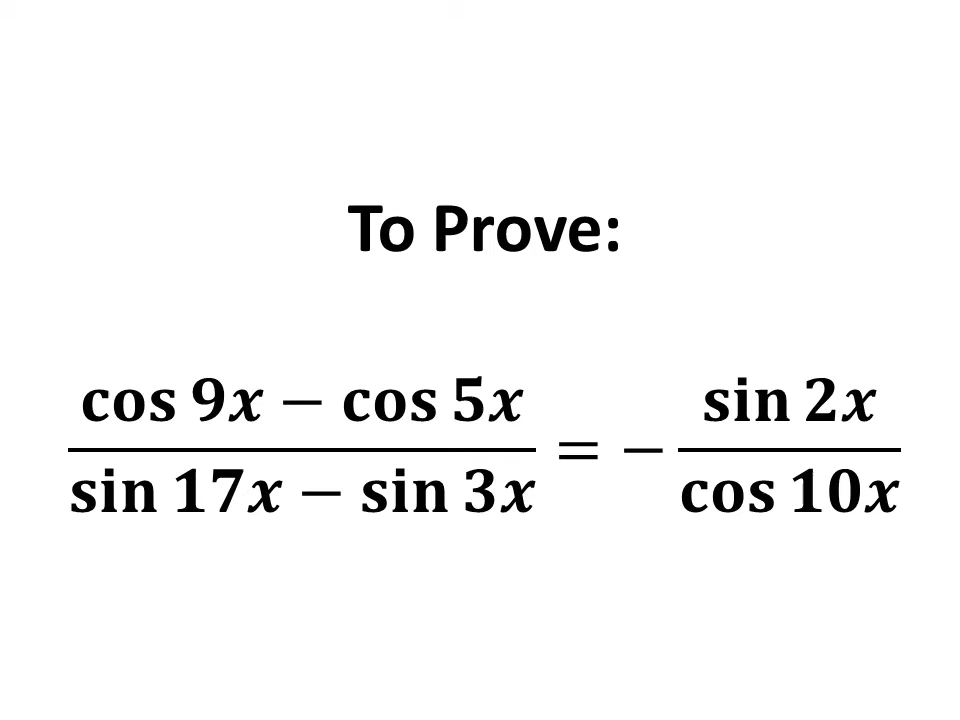 To Prove:
cos 9x − cos 5x / sin 17x − sin 3x = − sin 2x / cos 10x